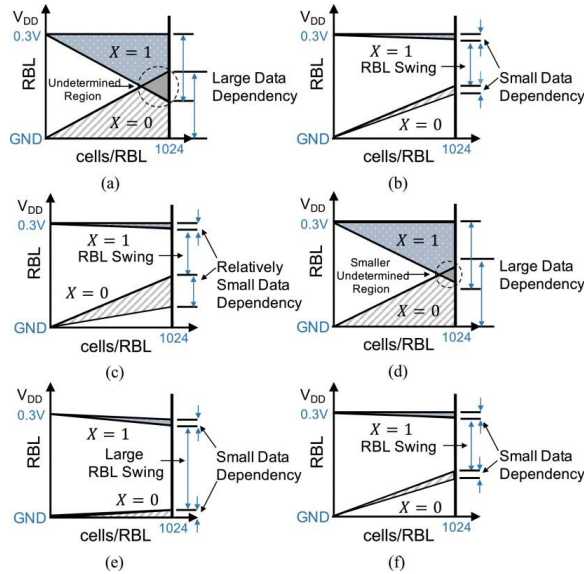 V_DD
0.3V
RBL
X = 1
Undetermined
Region
X = 0
GND
1024
cells/RBL
Large Data
Dependency
(a)
V_DD
0.3V
RBL
X = 1
RBL Swing
X = 0
GND
1024
cells/RBL
Small Data
Dependency
(b)
V_DD
0.3V
RBL
X = 1
RBL Swing
X = 0
GND
1024
cells/RBL
Relatively
Small Data
Dependency
(c)
V_DD
0.3V
RBL
X = 1
Smaller
Undetermined
Region
X = 0
GND
1024
cells/RBL
Large Data
Dependency
(d)
V_DD
0.3V
RBL
X = 1
Large
RBL Swing
X = 0
GND
1024
cells/RBL
Small Data
Dependency
(e)
V_DD
0.3V
RBL
X = 1
RBL Swing
X = 0
GND
1024
cells/RBL
Small Data
Dependency
(f)